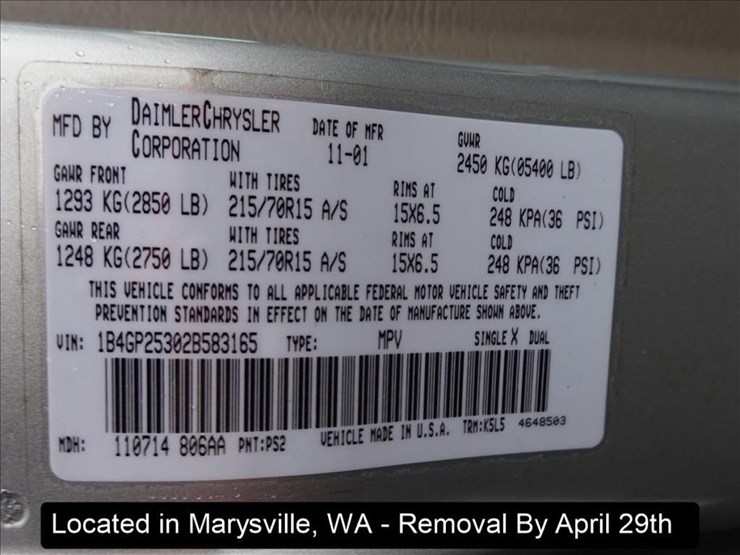 MFD BY DAIMLERCHRYSLER CORPORATION DATE OF MFR 11-01 GVWR 2450 KG(05400 LB)
GAWR FRONT WITH TIRES RIMS AT COLD
1293 KG(2850 LB) 215/70R15 A/S 15X6.5 248 KPA(36 PSI)
GAWR REAR WITH TIRES RIMS AT COLD
1248 KG(2750 LB) 215/70R15 A/S 15X6.5 248 KPA(36 PSI)
THIS VEHICLE CONFORMS TO ALL APPLICABLE FEDERAL MOTOR VEHICLE SAFETY AND THEFT
PREVENTION STANDARDS IN EFFECT ON THE DATE OF MANUFACTURE SHOWN ABOVE.
VIN: 1B4GP25302B583165 TYPE: MPV SINGLE X DUAL
MDH: 110714 806AA PNT:PS2 VEHICLE MADE IN U.S.A. TRM:K5L5 4648503
Located in Marysville, WA - Removal By April 29th